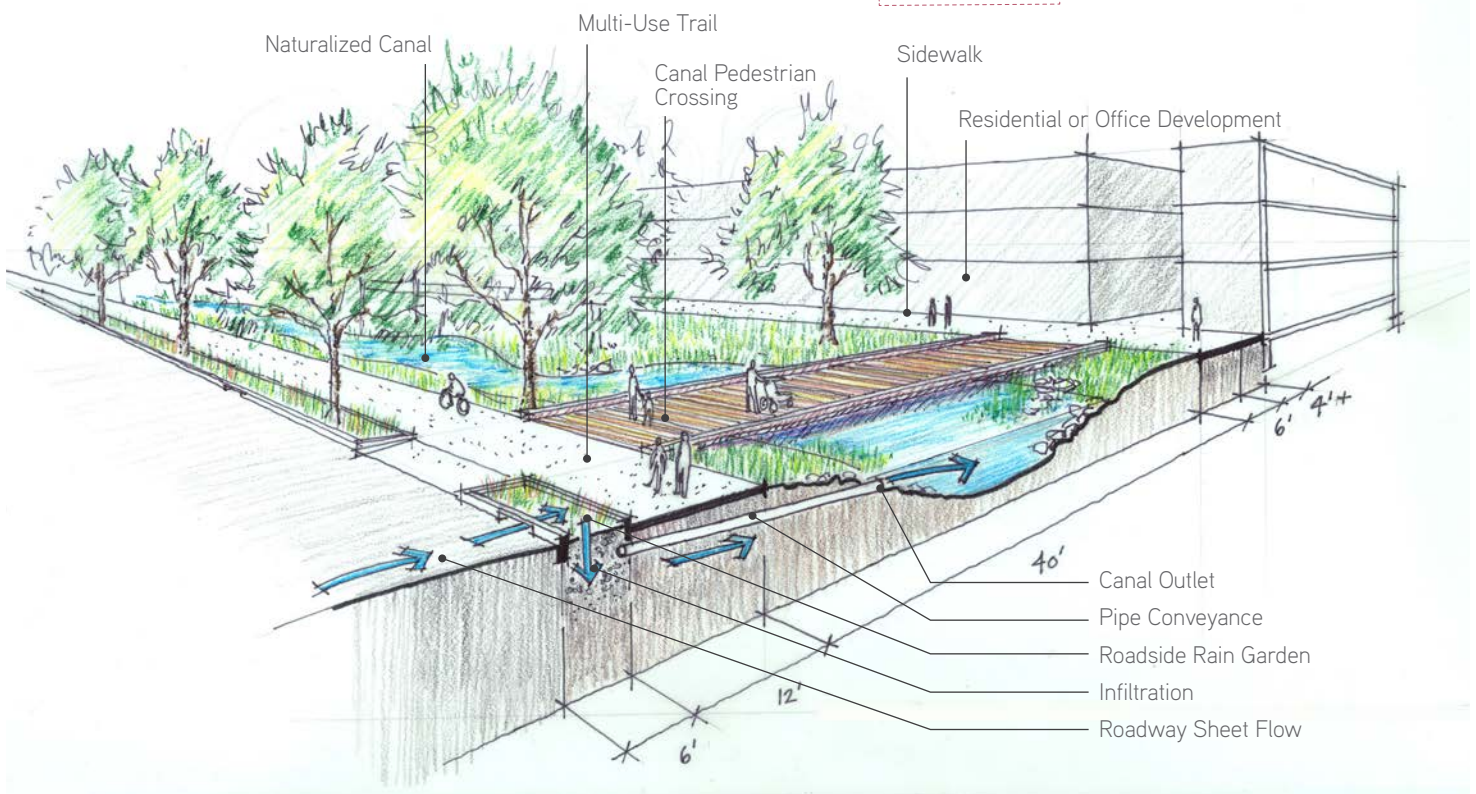 Multi-Use Trail
Naturalized Canal
Sidewalk
Canal Pedestrian
Crossing
Residential or Office Development
4'+
6'
40'
Canal Outlet
Pipe Conveyance
Roadside Rain Garden
12'
Infiltration
Roadway Sheet Flow
6'